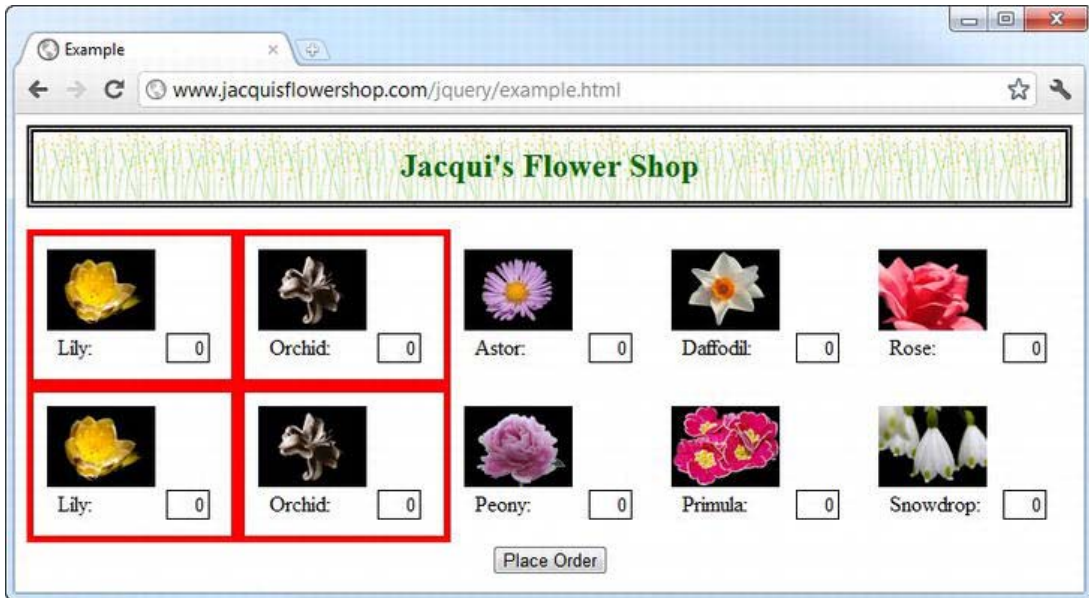 Example
www.jacquisflowershop.com/jquery/example.html
Jacqui's Flower Shop
Lily: 0 Orchid: 0 Astor: 0 Daffodil: 0 Rose: 0
Lily: 0 Orchid: 0 Peony: 0 Primula: 0 Snowdrop: 0
Place Order